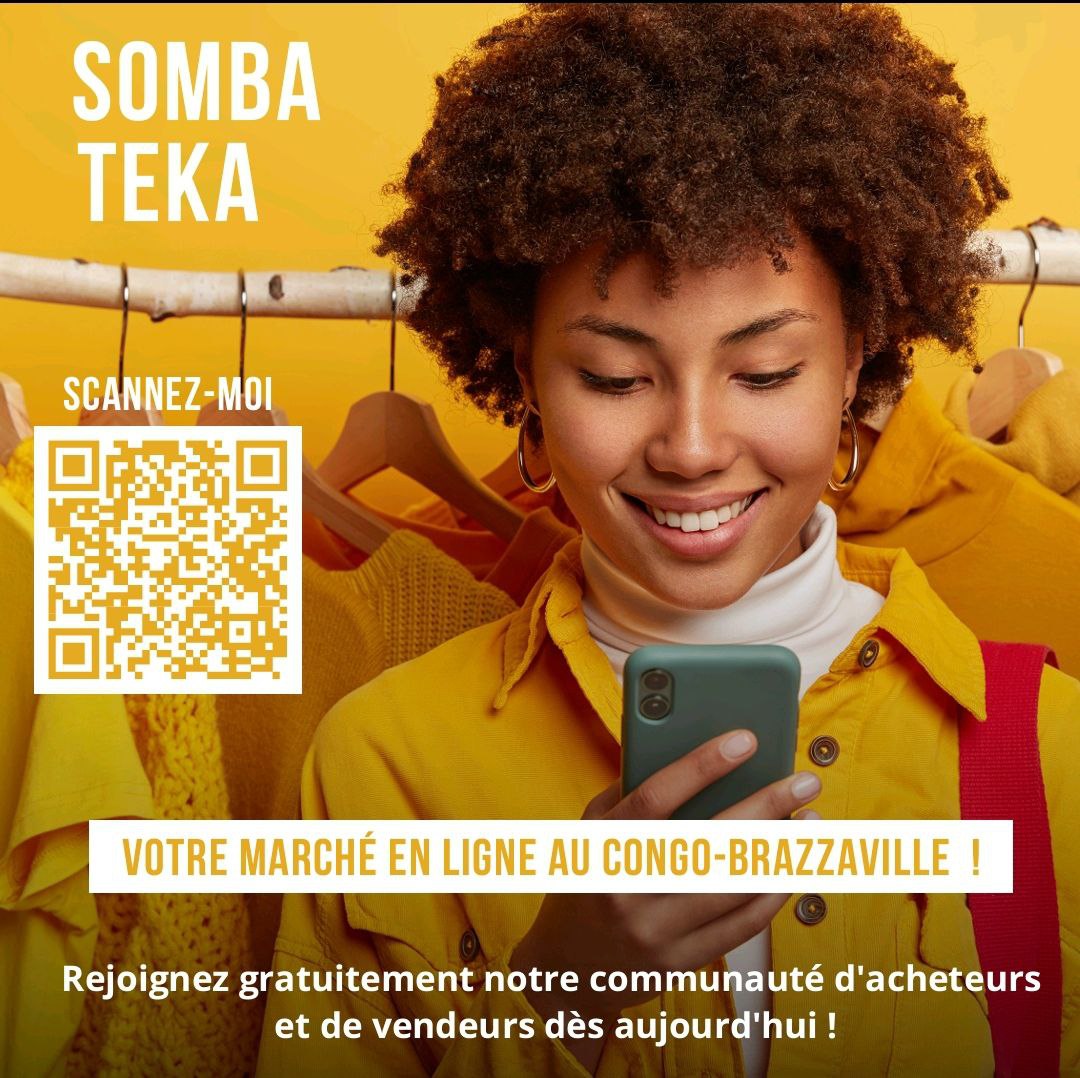 SOMBA
TEKA
SCANNEZ-MOI
VOTRE MARCHÉ EN LIGNE AU CONGO-BRAZZAVILLE !
Rejoignez gratuitement notre communauté d'acheteurs
et de vendeurs dès aujourd'hui !